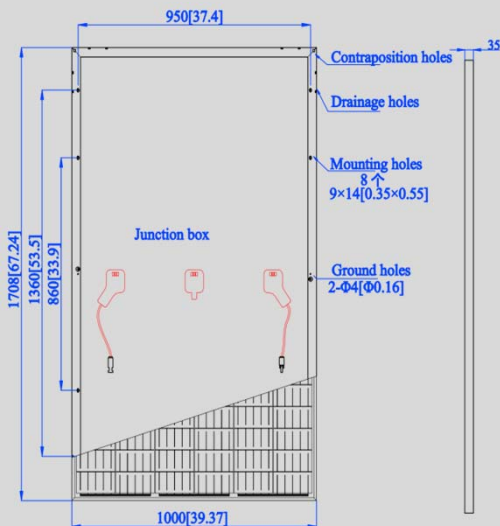 950[37.4]
35
Contraposition holes
Drainage holes
Mounting holes
8个
9×14[0.35×0.55]
Junction box
Ground holes
2-Φ4[Φ0.16]
1708[67.24]
1360[53.5]
860[33.9]
1000[39.37]